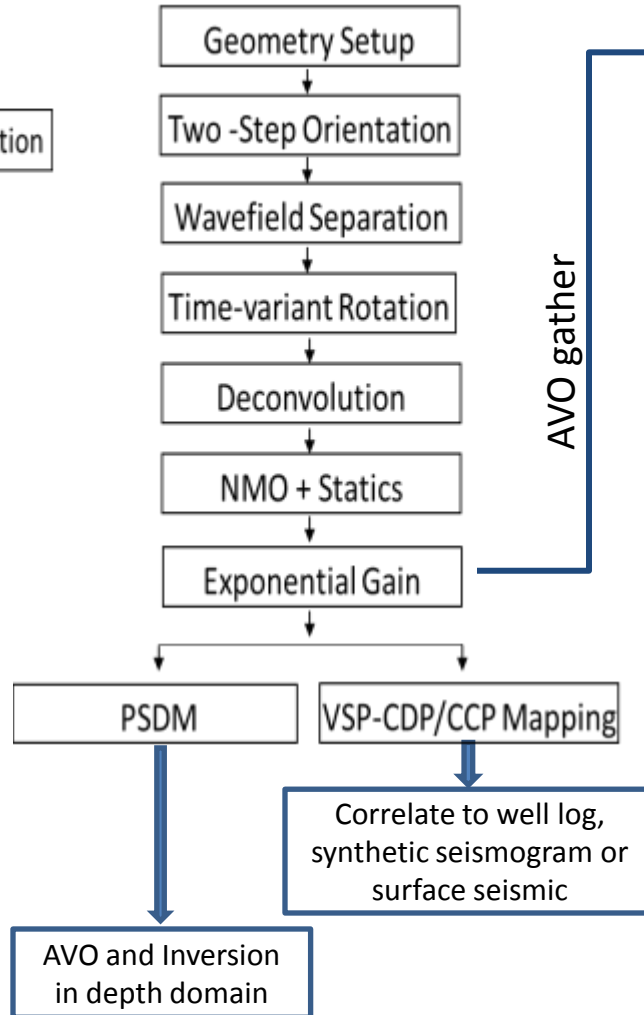 Geometry Setup
Two -Step Orientation
Wavefield Separation
Time-variant Rotation
Deconvolution
NMO + Statics
Exponential Gain
AVO gather
PSDM
VSP-CDP/CCP Mapping
Correlate to well log,
synthetic seismogram or
surface seismic
AVO and Inversion
in depth domain